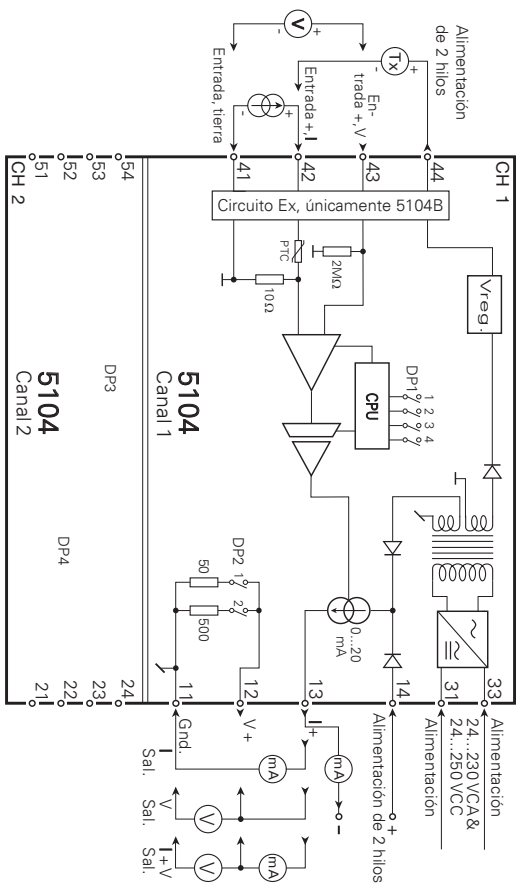 Alimentación
de 2 hilos
Tx
+
-
V
+
-
En-
trada +, V
Entrada +, I
+
-
Entrada, tierra
CH 1
44
43
42
41
Circuito Ex, únicamente 5104B
Vreg.
2MΩ
PTC
10Ω
CPU
DP1
1
2
3
4
5104
Canal 1
DP2
1
2
50
500
0...20
mA
33
31
14
13
12
11
Alimentación
24...230 VCA &
24...250 VCC
Alimentación
+
Alimentación de 2 hilos
-
mA
I+
V +
Gnd.
mA
I
Sal.
V
V
Sal.
mA
V
I + V
Sal.
CH 2
54
53
52
51
DP3
5104
Canal 2
DP4
24
23
22
21